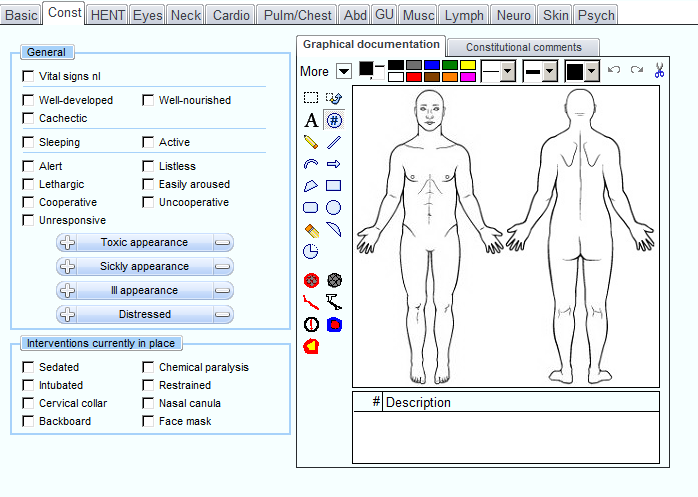 Basic Const HENT Eyes Neck Cardio Pulm/Chest Abd GU Musc Lymph Neuro Skin Psych
General
Vital signs nl
Well-developed Well-nourished
Cachectic
Sleeping Active
Alert Listless
Lethargic Easily aroused
Cooperative Uncooperative
Unresponsive
Toxic appearance
Sickly appearance
Ill appearance
Distressed
Interventions currently in place
Sedated Chemical paralysis
Intubated Restrained
Cervical collar Nasal canula
Backboard Face mask
Graphical documentation Constitutional comments
More
A #
# Description